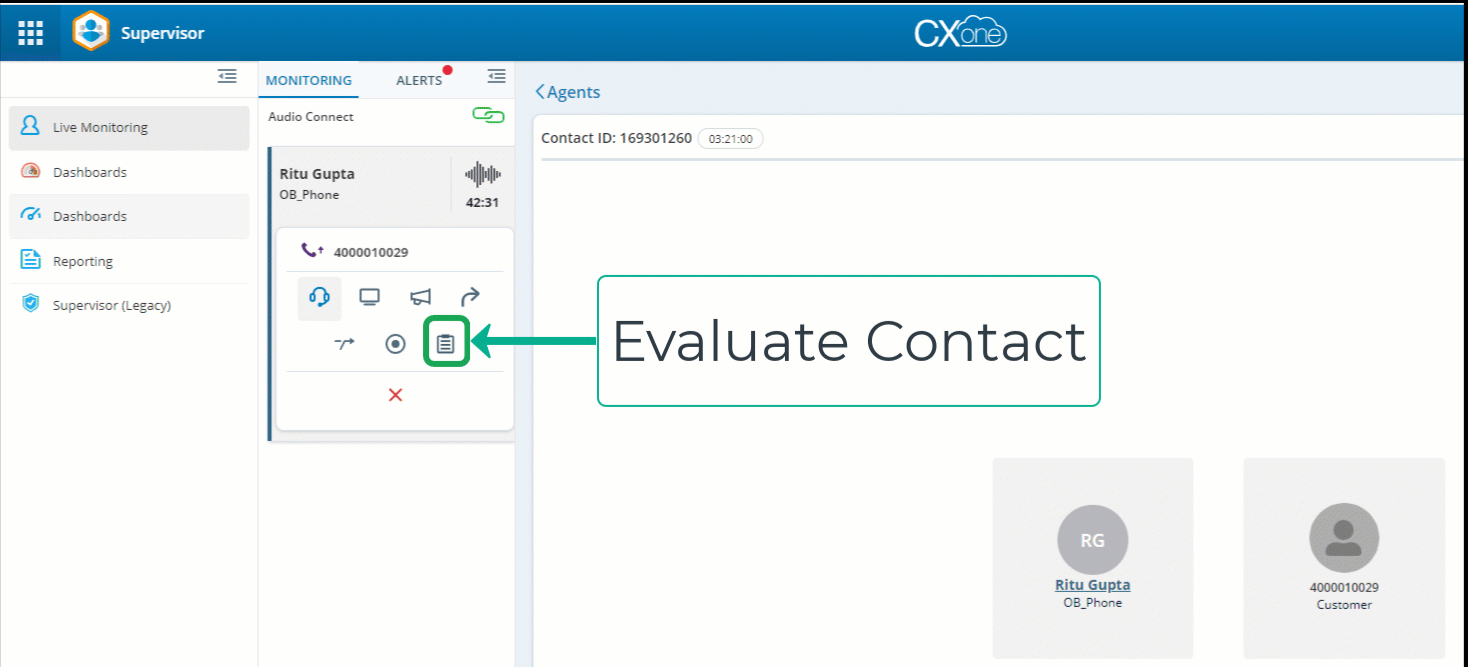 Supervisor
CXone
MONITORING
ALERTS
Audio Connect
Live Monitoring
Dashboards
Dashboards
Reporting
Supervisor (Legacy)
Ritu Gupta
OB_Phone
42:31
4000010029
Agents
Contact ID: 169301260
03:21:00
Evaluate Contact
RG
Ritu Gupta
OB_Phone
4000010029
Customer